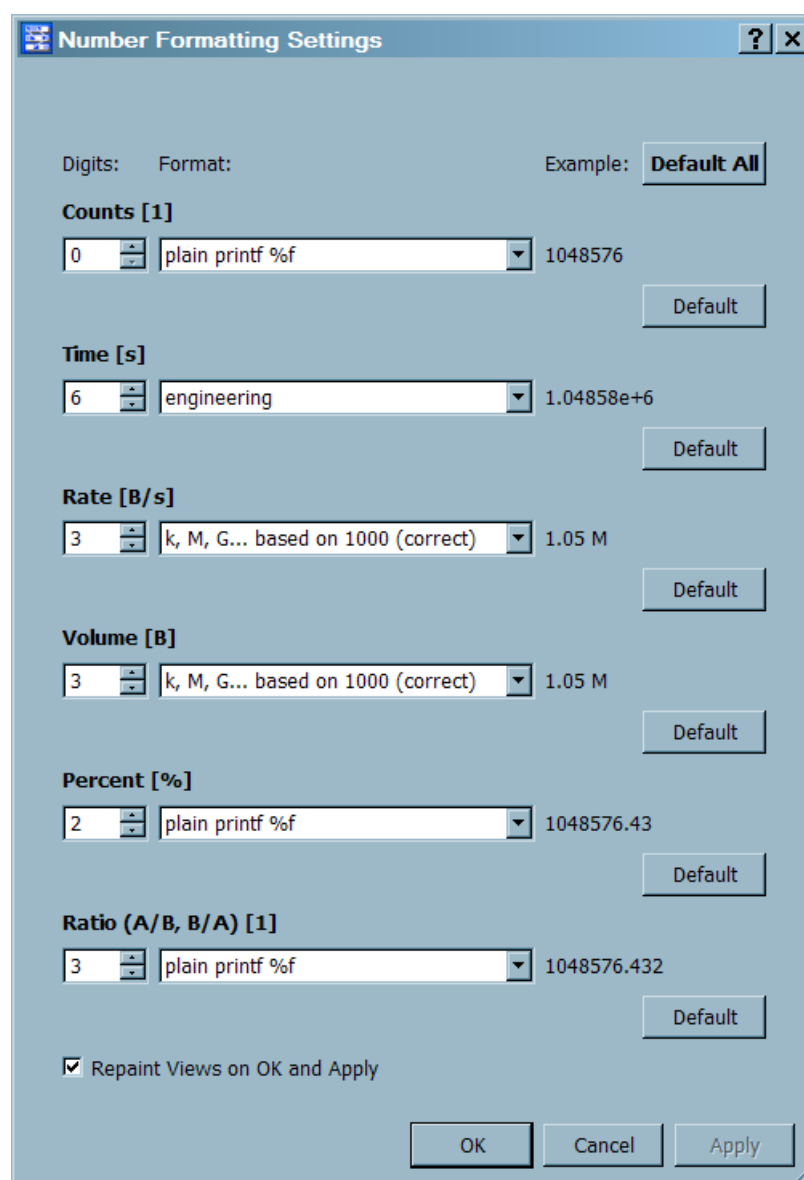 Number Formatting Settings ? ×
Digits: Format: Example: Default All
Counts [1]
0 plain printf %f 1048576
Default
Time [s]
6 engineering 1.04858e+6
Default
Rate [B/s]
3 k, M, G... based on 1000 (correct) 1.05 M
Default
Volume [B]
3 k, M, G... based on 1000 (correct) 1.05 M
Default
Percent [%]
2 plain printf %f 1048576.43
Default
Ratio (A/B, B/A) [1]
3 plain printf %f 1048576.432
Default
Repaint Views on OK and Apply
OK Cancel Apply